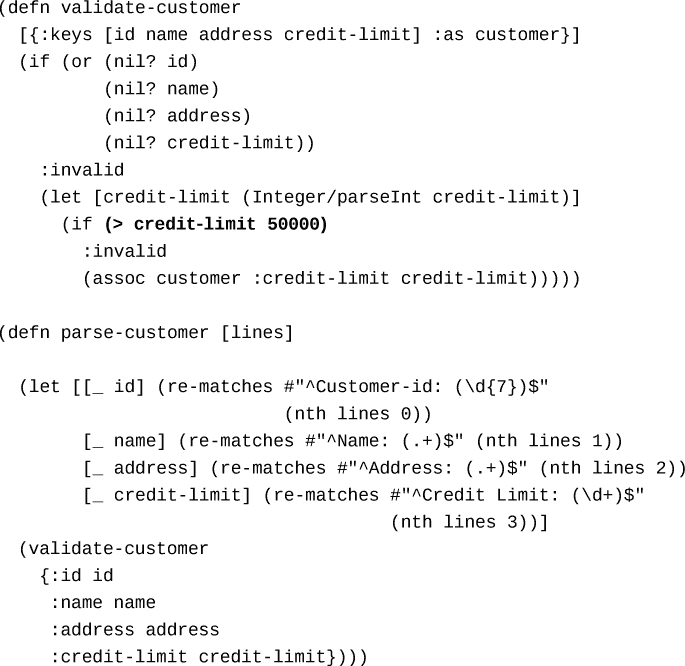 (defn validate-customer
  [{:keys [id name address credit-limit] :as customer}]
  (if (or (nil? id)
          (nil? name)
          (nil? address)
          (nil? credit-limit))
    :invalid
    (let [credit-limit (Integer/parseInt credit-limit)]
      (if (> credit-limit 50000)
        :invalid
        (assoc customer :credit-limit credit-limit)))))

(defn parse-customer [lines]

  (let [[_ id] (re-matches #"^Customer-id: (\d{7})$"
                           (nth lines 0))
        [_ name] (re-matches #"^Name: (.+)$" (nth lines 1))
        [_ address] (re-matches #"^Address: (.+)$" (nth lines 2))
        [_ credit-limit] (re-matches #"^Credit Limit: (\d+)$"
                                     (nth lines 3))]
  (validate-customer
    {:id id
     :name name
     :address address
     :credit-limit credit-limit})))